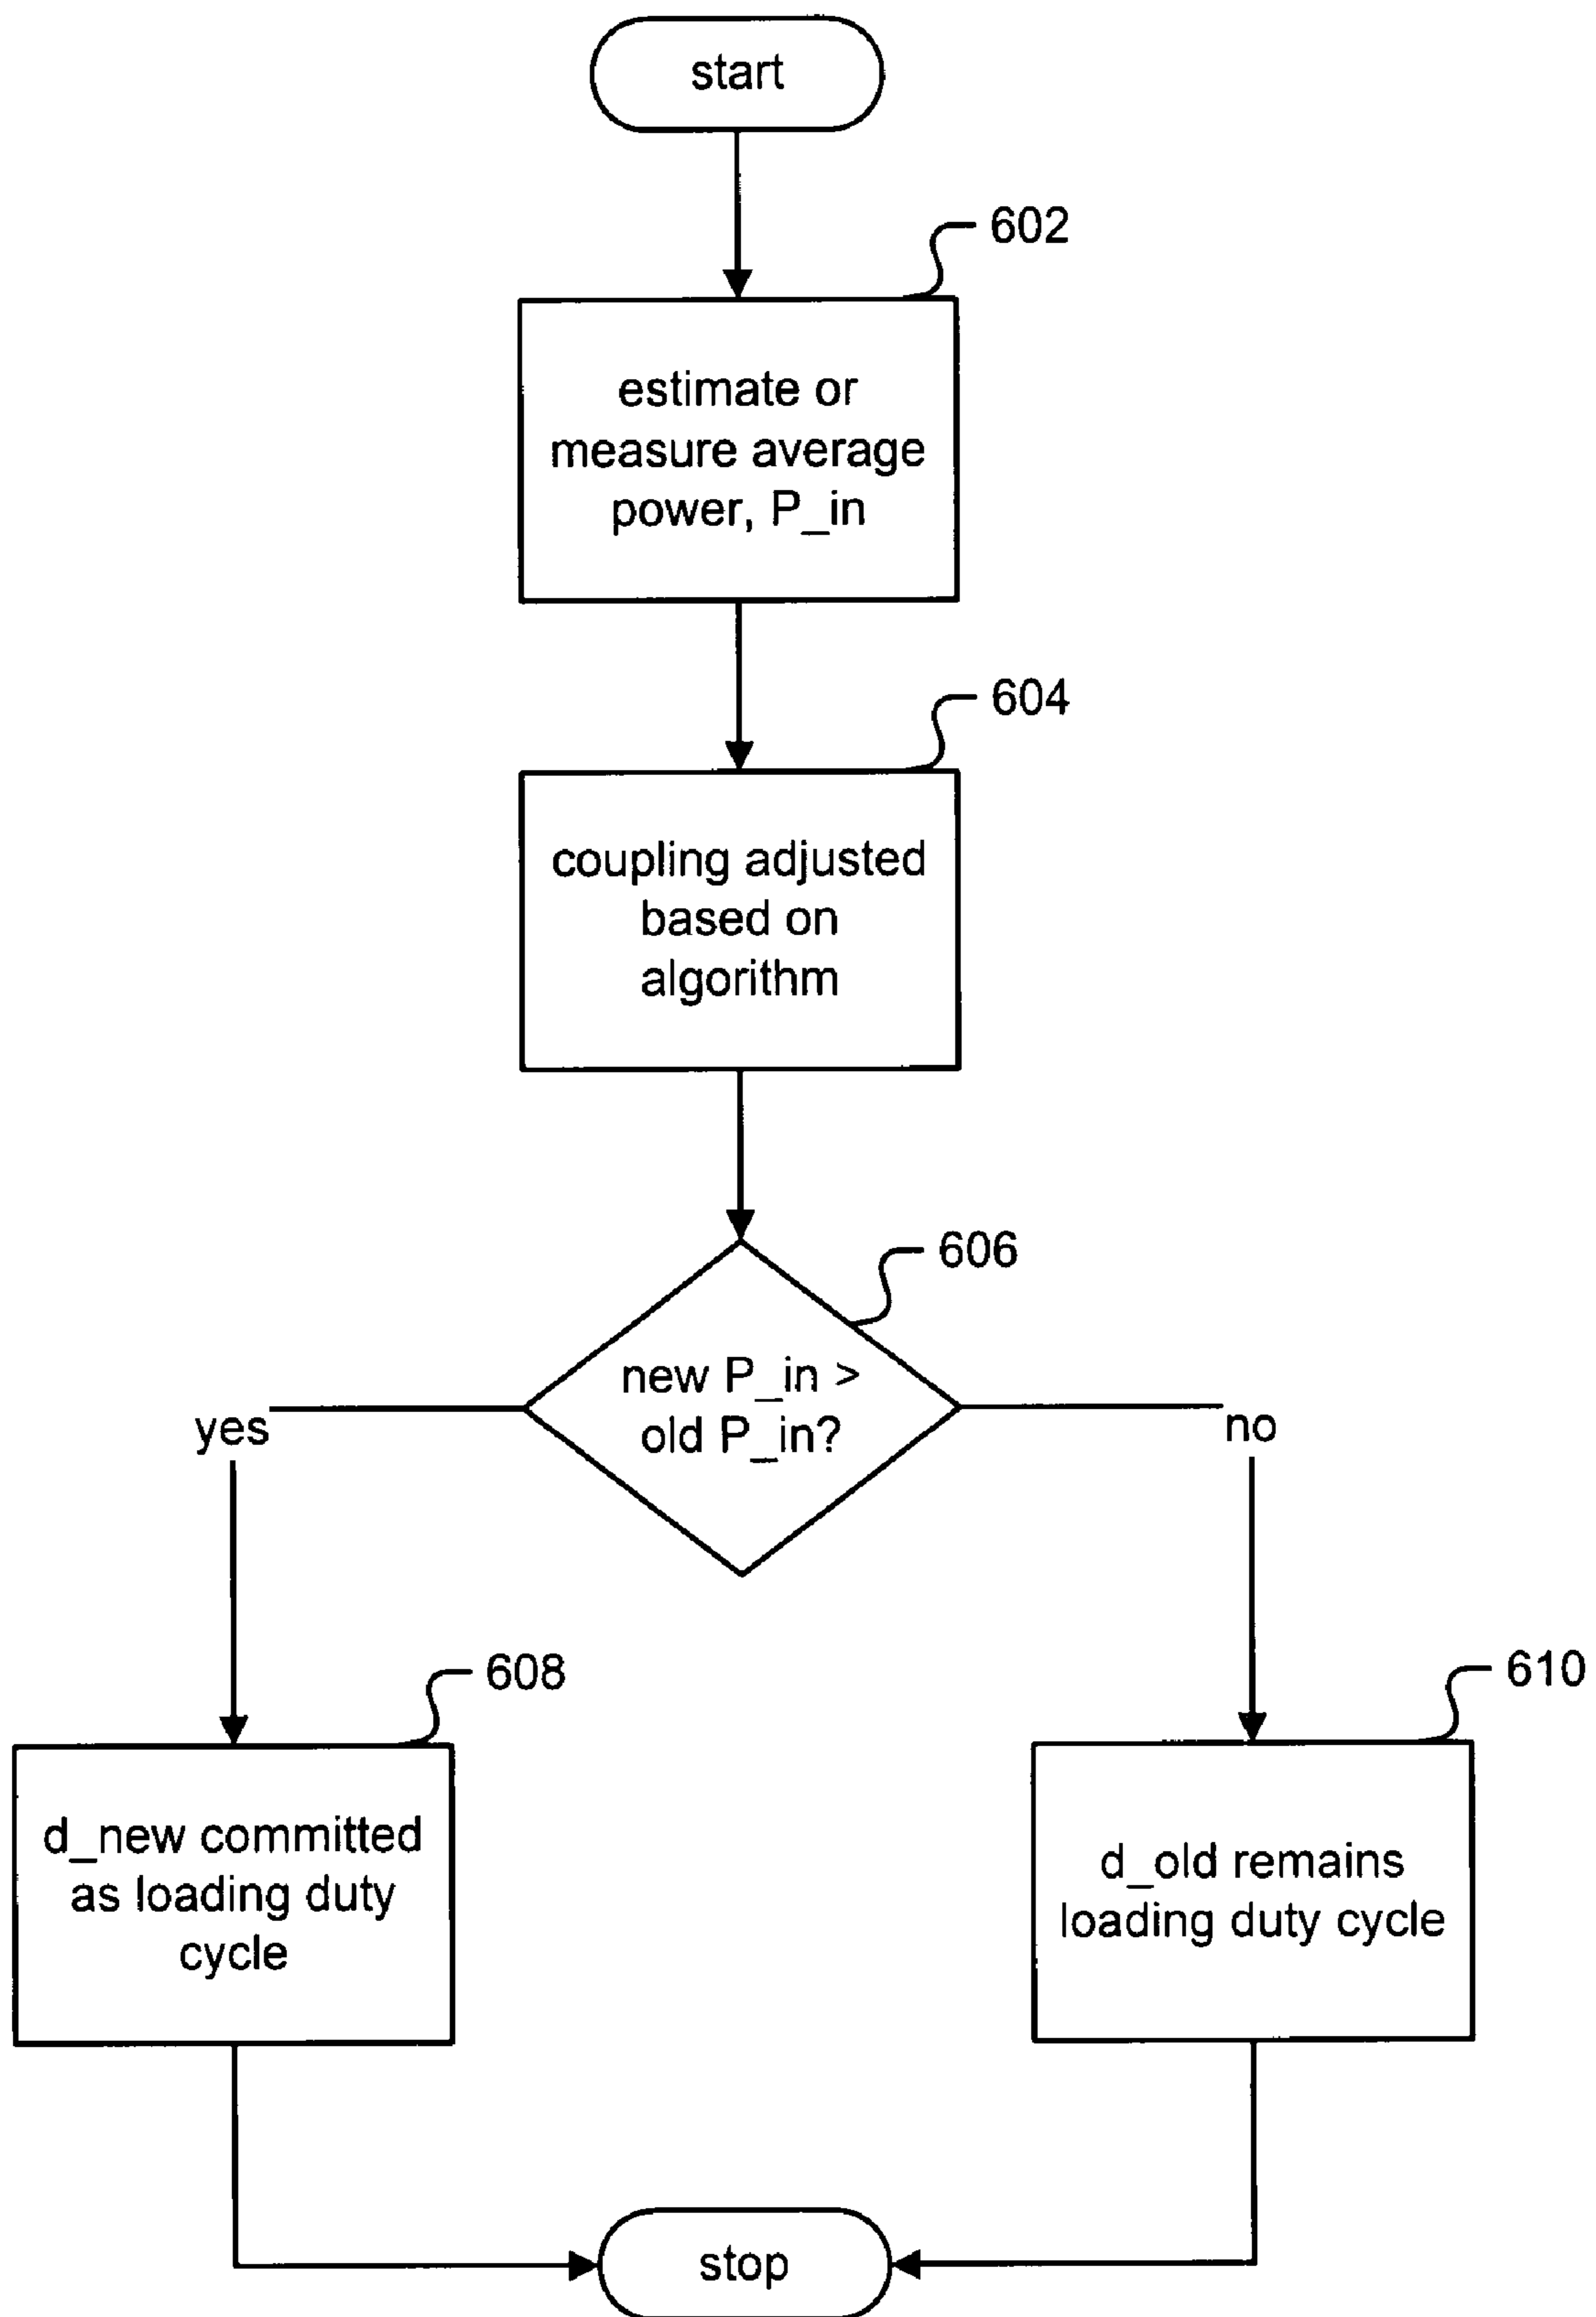 start
602
estimate or
measure average
power, P_in
604
coupling adjusted
based on
algorithm
606
new P_in >
old P_in?
yes
no
608
d_new committed
as loading duty
cycle
610
d_old remains
loading duty cycle
stop